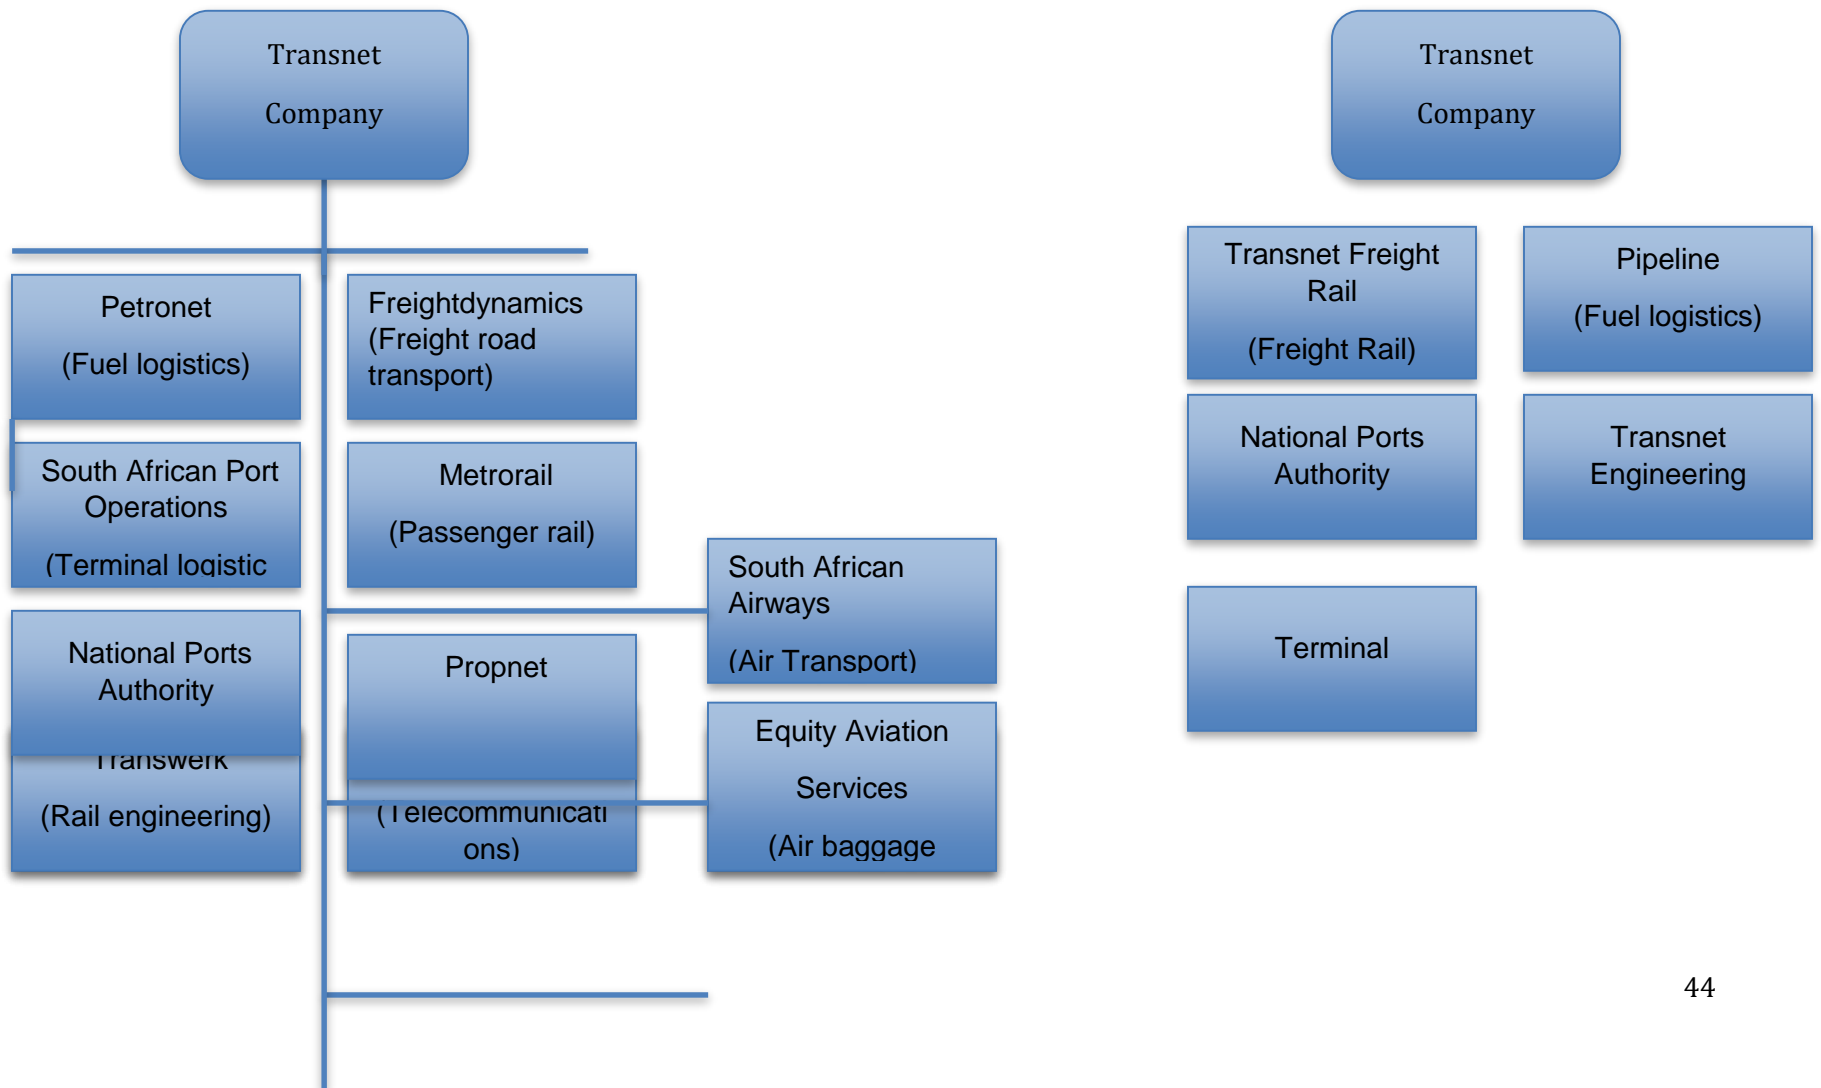 Transnet
Company
Petronet
(Fuel logistics)
Freightdynamics
(Freight road
transport)
South African Port
Operations
(Terminal logistic
Metrorail
(Passenger rail)
South African
Airways
(Air Transport)
National Ports
Authority
Propnet
Transwerk
(Rail engineering)
(Telecommunicati
ons)
Equity Aviation
Services
(Air baggage
Transnet
Company
Transnet Freight
Rail
(Freight Rail)
Pipeline
(Fuel logistics)
National Ports
Authority
Transnet
Engineering
Terminal
44